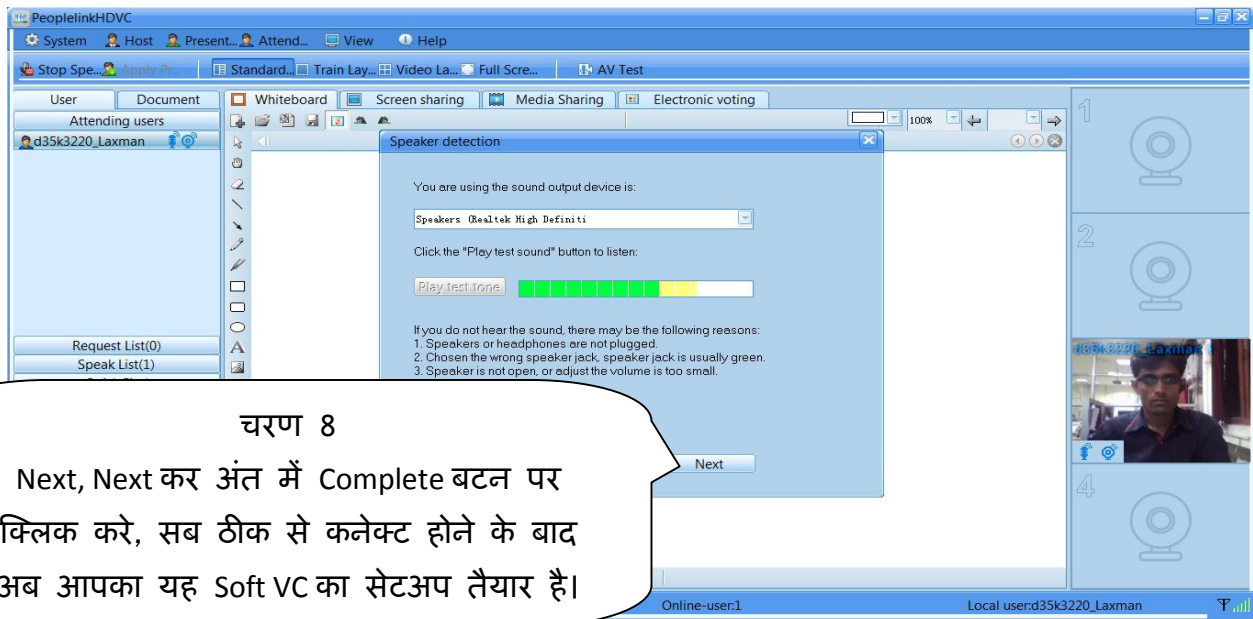 PeoplelinkHDVC
System Host Present... Attend... View Help
Stop Spe... Apply Pr... Standard... Train Lay... Video La... Full Scre... AV Test
User Document Whiteboard Screen sharing Media Sharing Electronic voting
Attending users
100%
d35k3220_Laxman
Speaker detection
You are using the sound output device is:
Speakers (Realtek High Definiti
Click the "Play test sound" button to listen:
Play test tone
If you do not hear the sound, there may be the following reasons:
1. Speakers or headphones are not plugged.
2. Chosen the wrong speaker jack, speaker jack is usually green.
3. Speaker is not open, or adjust the volume is too small.
Next
Request List(0)
Speak List(1)
A
1
2
d35k3220_Laxman
4
चरण 8
Next, Next कर अंत में Complete बटन पर
क्लिक करे, सब ठीक से कनेक्ट होने के बाद
अब आपका यह Soft VC का सेटअप तैयार है।
Online-user:1 Local user:d35k3220_Laxman